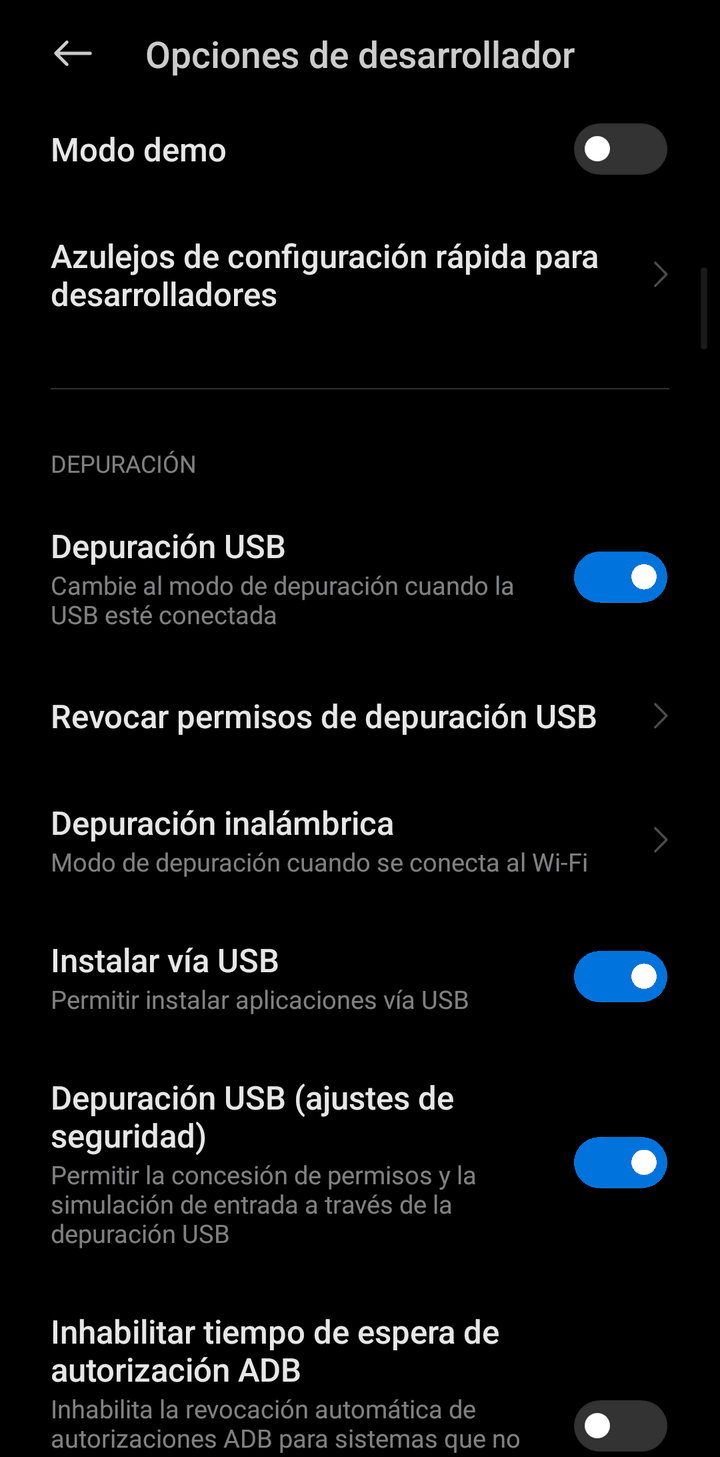 Opciones de desarrollador
Modo demo
Azulejos de configuración rápida para
desarrolladores
DEPURACIÓN
Depuración USB
Cambie al modo de depuración cuando la
USB esté conectada
Revocar permisos de depuración USB
Depuración inalámbrica
Modo de depuración cuando se conecta al Wi-Fi
Instalar vía USB
Permitir instalar aplicaciones vía USB
Depuración USB (ajustes de
seguridad)
Permitir la concesión de permisos y la
simulación de entrada a través de la
depuración USB
Inhabilitar tiempo de espera de
autorización ADB
Inhabilita la revocación automática de
autorizaciones ADB para sistemas que no